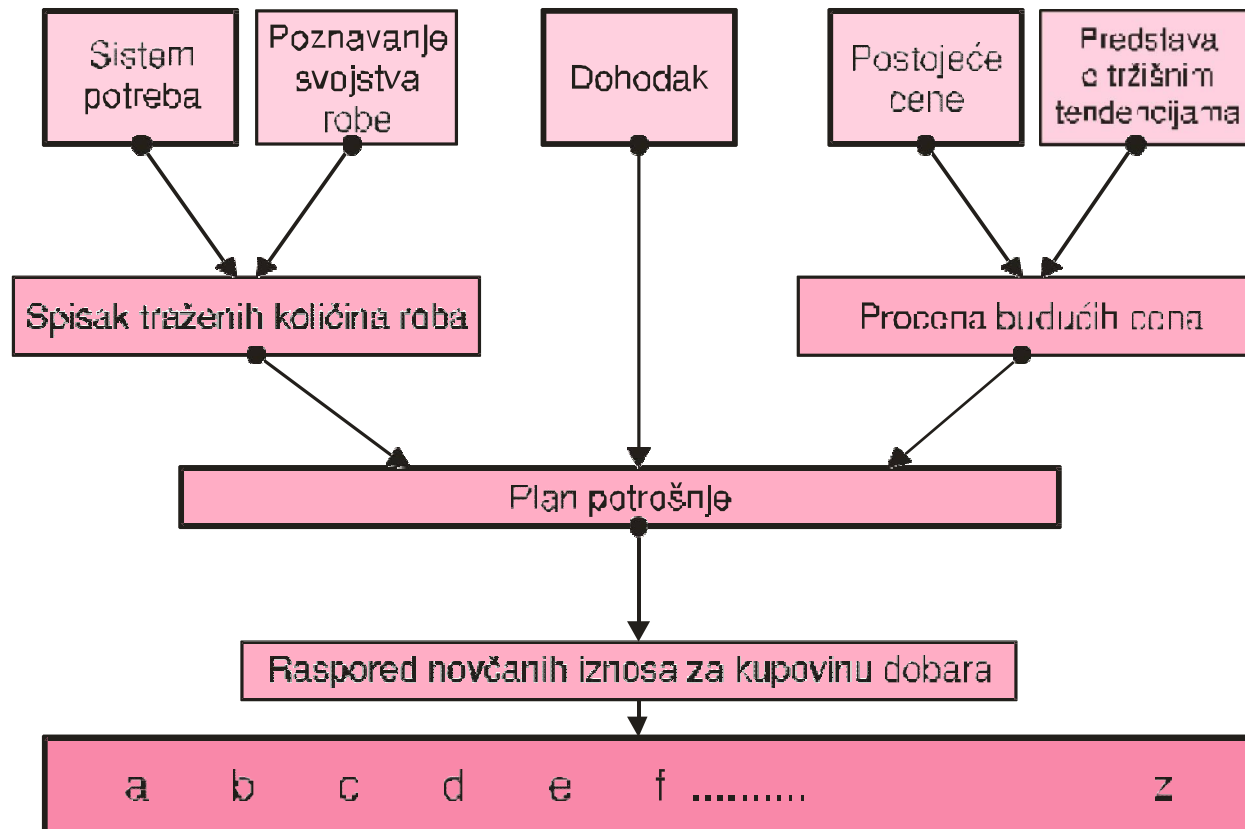 Sistem
potreba
Poznavanje
svojstva
robe
Dohodak
Postojeće
cene
Predstava
o tržišnim
tendencijama
Spisak traženih količina roba
Procena budućih cena
Plan potrošnje
Raspored novčanih iznosa za kupovinu dobara
a b c d e f .......... z